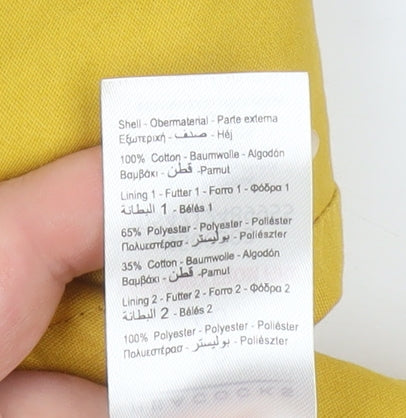 Shell - Obermaterial - Parte externa
Εξωτερική - صدف - Héj
100% Cotton - Baumwolle - Algodón
Βαμβάκι - قطن -Pamut
Lining 1 - Futter 1 - Forro 1 - Φόδρα 1
البطانة 1 - Bélés 1
65% Polyester - Polyester - Poliéster
Πολυεστέρας - بوليستر - Poliészter
35% Cotton - Baumwolle - Algodón
Βαμβάκι - قطن -Pamut
Lining 2 - Futter 2 - Forro 2 - Φόδρα 2
البطانة 2 - Bélés 2
100% Polyester - Polyester - Poliéster
Πολυεστέρας - بوليستر - Poliészter